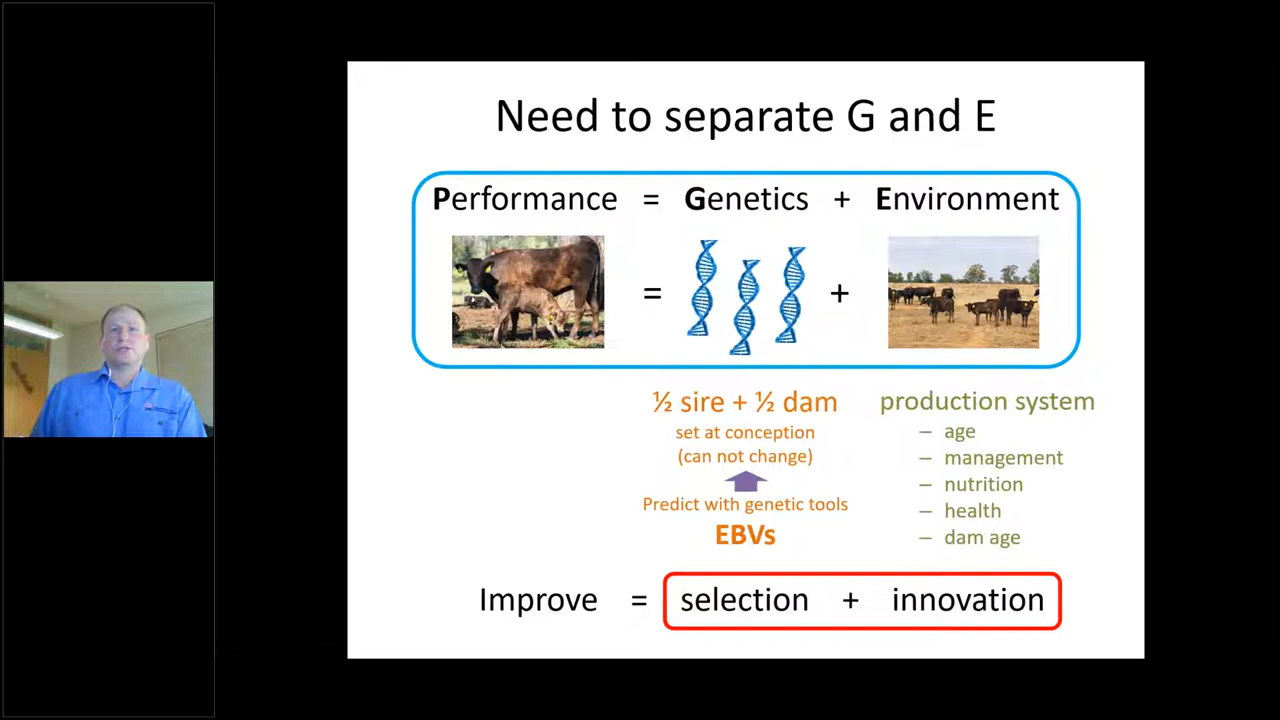 Need to separate G and E
Performance = Genetics + Environment
= +
½ sire + ½ dam
set at conception
(can not change)
Predict with genetic tools
EBVs
production system
– age
– management
– nutrition
– health
– dam age
Improve = selection + innovation